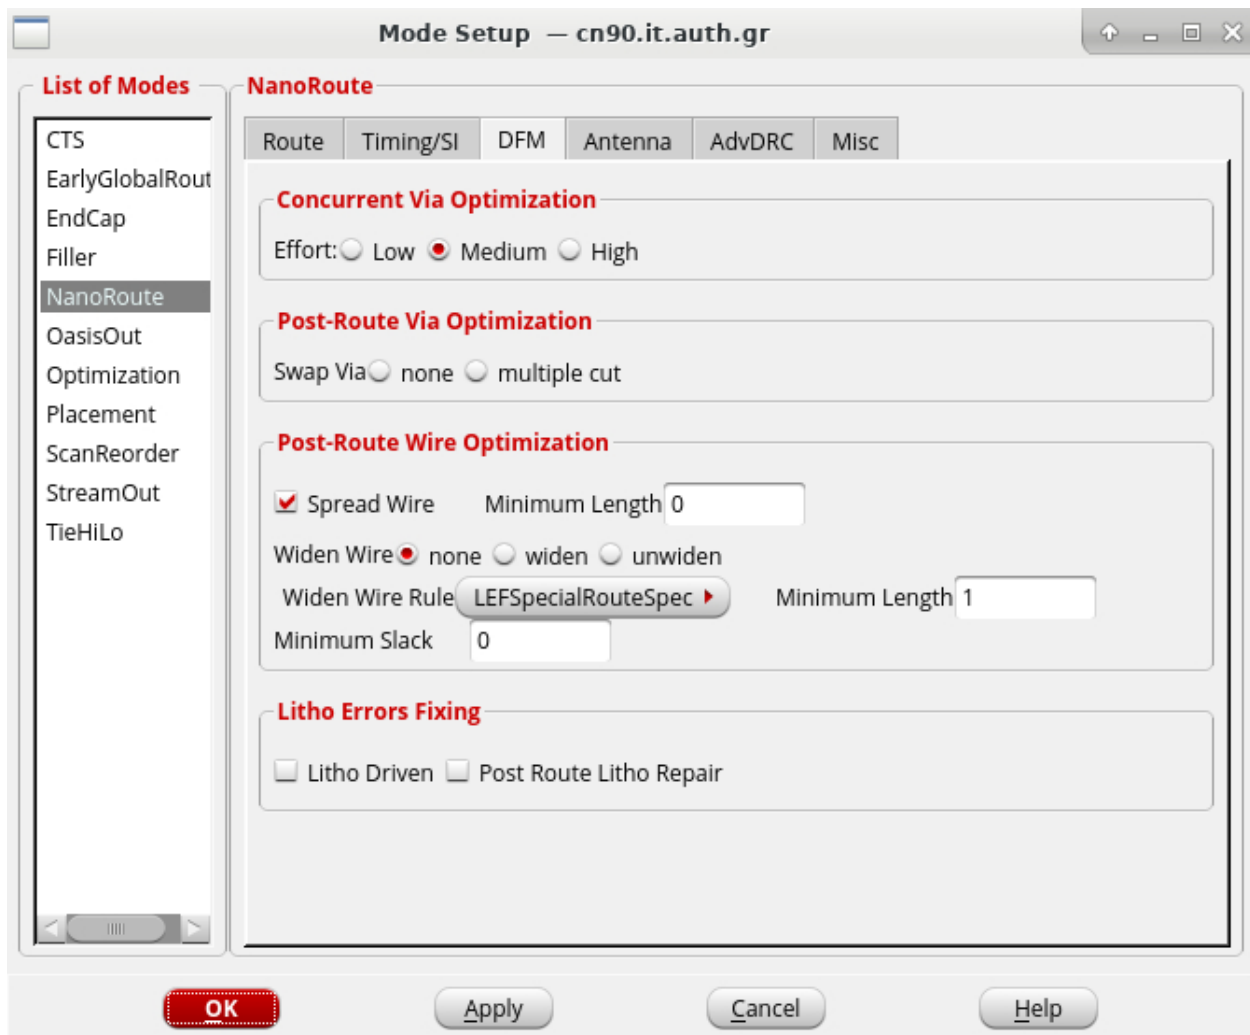 Mode Setup — cn90.it.auth.gr
List of Modes
CTS
EarlyGlobalRout
EndCap
Filler
NanoRoute
OasisOut
Optimization
Placement
ScanReorder
StreamOut
TieHiLo
NanoRoute
Route Timing/SI DFM Antenna AdvDRC Misc
Concurrent Via Optimization
Effort: Low Medium High
Post-Route Via Optimization
Swap Via none multiple cut
Post-Route Wire Optimization
Spread Wire Minimum Length 0
Widen Wire none widen unwiden
Widen Wire Rule LEFSpecialRouteSpec Minimum Length 1
Minimum Slack 0
Litho Errors Fixing
Litho Driven Post Route Litho Repair
OK Apply Cancel Help